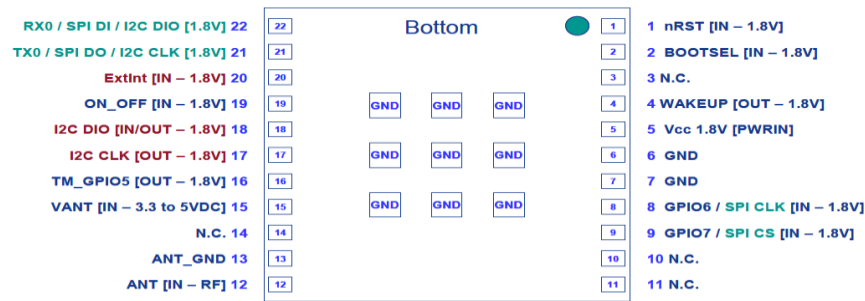 RX0 / SPI DI / I2C DIO [1.8V] 22 22 Bottom 1 1 nRST [IN – 1.8V]
TX0 / SPI DO / I2C CLK [1.8V] 21 21 2 2 BOOTSEL [IN – 1.8V]
ExtInt [IN – 1.8V] 20 20 3 3 N.C.
ON_OFF [IN – 1.8V] 19 19 GND GND GND 4 4 WAKEUP [OUT – 1.8V]
I2C DIO [IN/OUT – 1.8V] 18 18 5 5 Vcc 1.8V [PWRIN]
I2C CLK [OUT – 1.8V] 17 17 GND GND GND 6 6 GND
TM_GPIO5 [OUT – 1.8V] 16 16 7 7 GND
VANT [IN – 3.3 to 5VDC] 15 15 GND GND GND 8 8 GPIO6 / SPI CLK [IN – 1.8V]
N.C. 14 14 9 9 GPIO7 / SPI CS [IN – 1.8V]
ANT_GND 13 13 10 10 N.C.
ANT [IN – RF] 12 12 11 11 N.C.